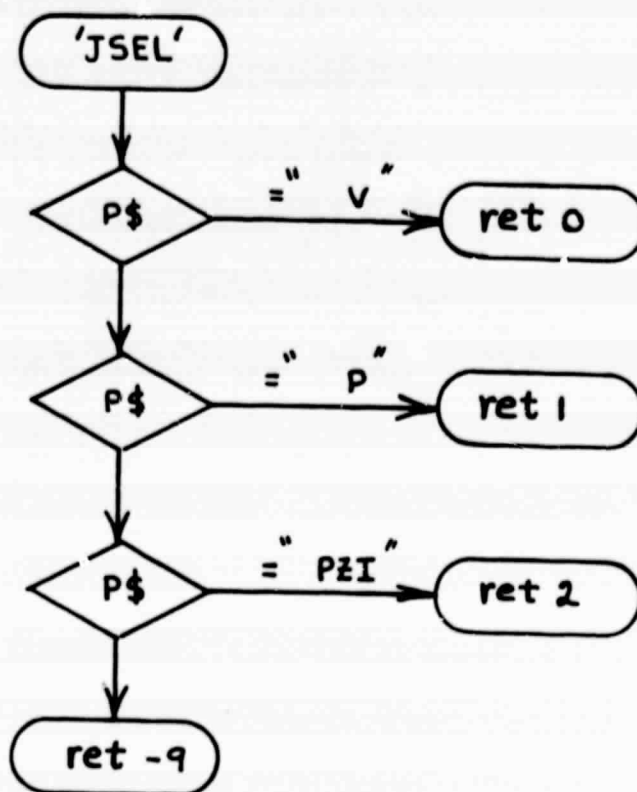 'JSEL'
P$
=" V"
ret 0
P$
=" P"
ret 1
P$
=" PZI"
ret 2
ret -9